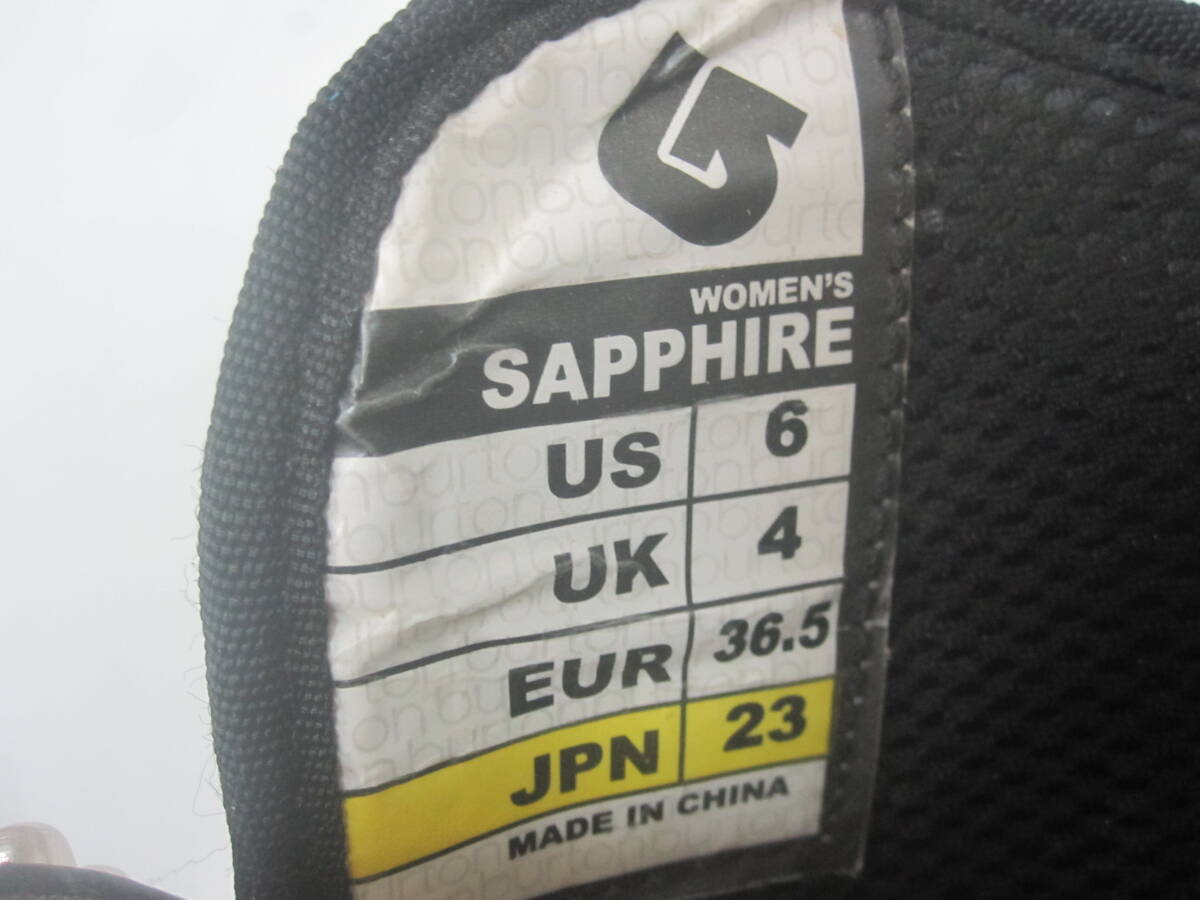 WOMEN'S
SAPPHIRE
US 6
UK 4
EUR 36.5
JPN 23
MADE IN CHINA